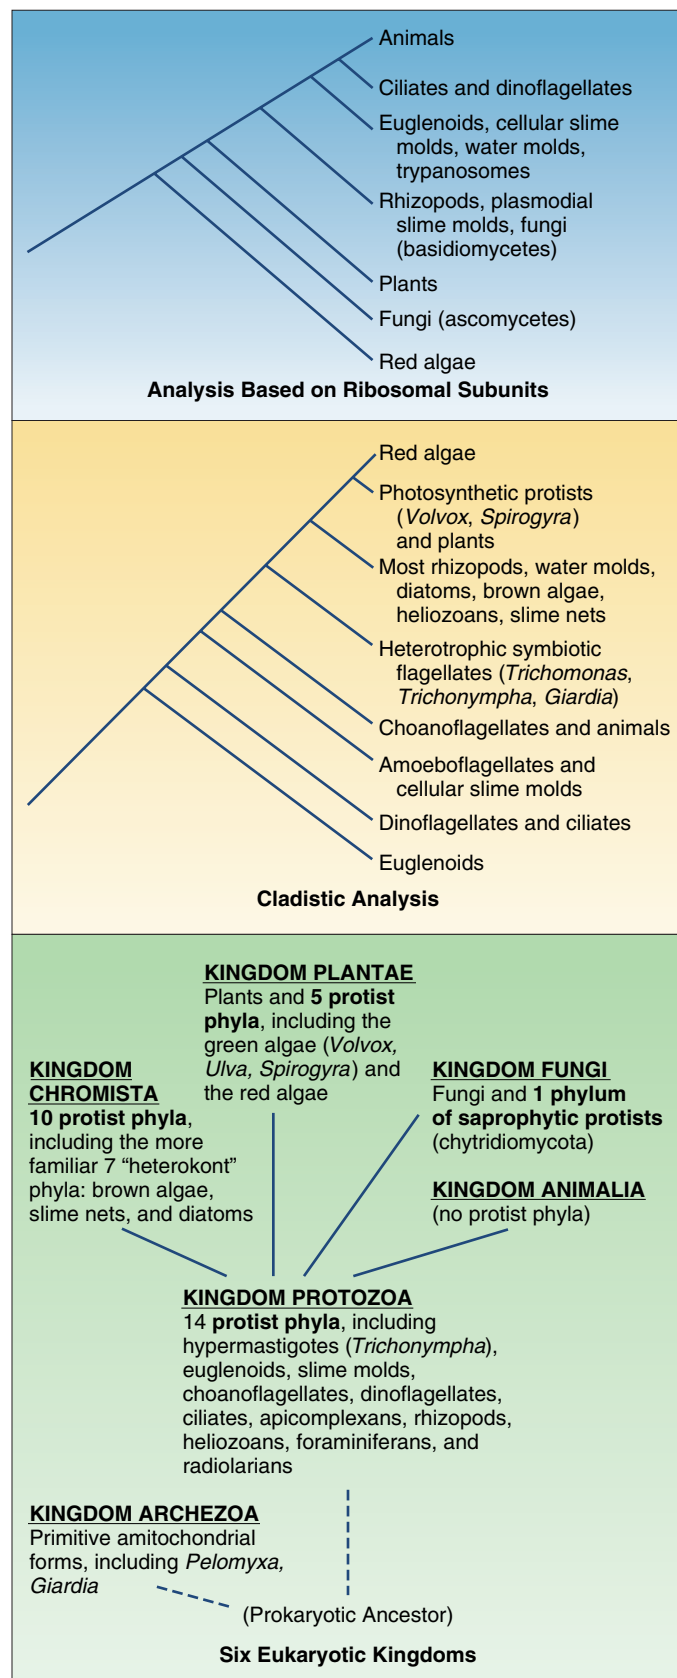 Animals
Ciliates and dinoflagellates
Euglenoids, cellular slime
molds, water molds,
trypanosomes
Rhizopods, plasmodial
slime molds, fungi
(basidiomycetes)
Plants
Fungi (ascomycetes)
Red algae
Analysis Based on Ribosomal Subunits
Red algae
Photosynthetic protists
(Volvox, Spirogyra)
and plants
Most rhizopods, water molds,
diatoms, brown algae,
heliozoans, slime nets
Heterotrophic symbiotic
flagellates (Trichomonas,
Trichonympha, Giardia)
Choanoflagellates and animals
Amoeboflagellates and
cellular slime molds
Dinoflagellates and ciliates
Euglenoids
Cladistic Analysis
KINGDOM PLANTAE
Plants and 5 protist
phyla, including the
green algae (Volvox,
Ulva, Spirogyra) and
the red algae
KINGDOM
CHROMISTA
10 protist phyla,
including the more
familiar 7 “heterokont”
phyla: brown algae,
slime nets, and diatoms
KINGDOM FUNGI
Fungi and 1 phylum
of saprophytic protists
(chytridiomycota)
KINGDOM ANIMALIA
(no protist phyla)
KINGDOM PROTOZOA
14 protist phyla, including
hypermastigotes (Trichonympha),
euglenoids, slime molds,
choanoflagellates, dinoflagellates,
ciliates, apicomplexans, rhizopods,
heliozoans, foraminiferans, and
radiolarians
KINGDOM ARCHEZOA
Primitive amitochondrial
forms, including Pelomyxa,
Giardia
(Prokaryotic Ancestor)
Six Eukaryotic Kingdoms